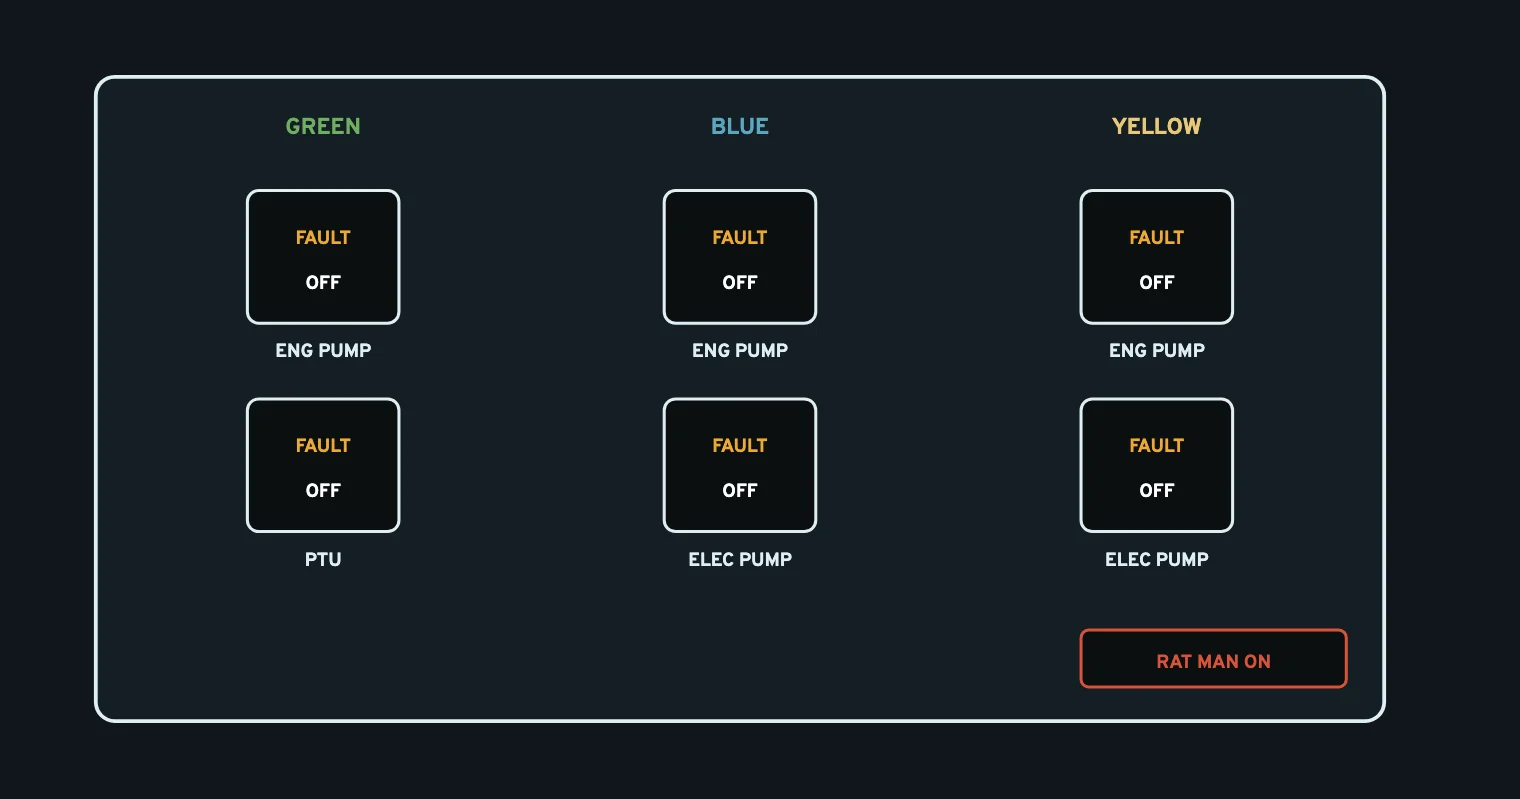 GREEN
BLUE
YELLOW
FAULT
OFF
ENG PUMP
FAULT
OFF
ENG PUMP
FAULT
OFF
ENG PUMP
FAULT
OFF
PTU
FAULT
OFF
ELEC PUMP
FAULT
OFF
ELEC PUMP
RAT MAN ON